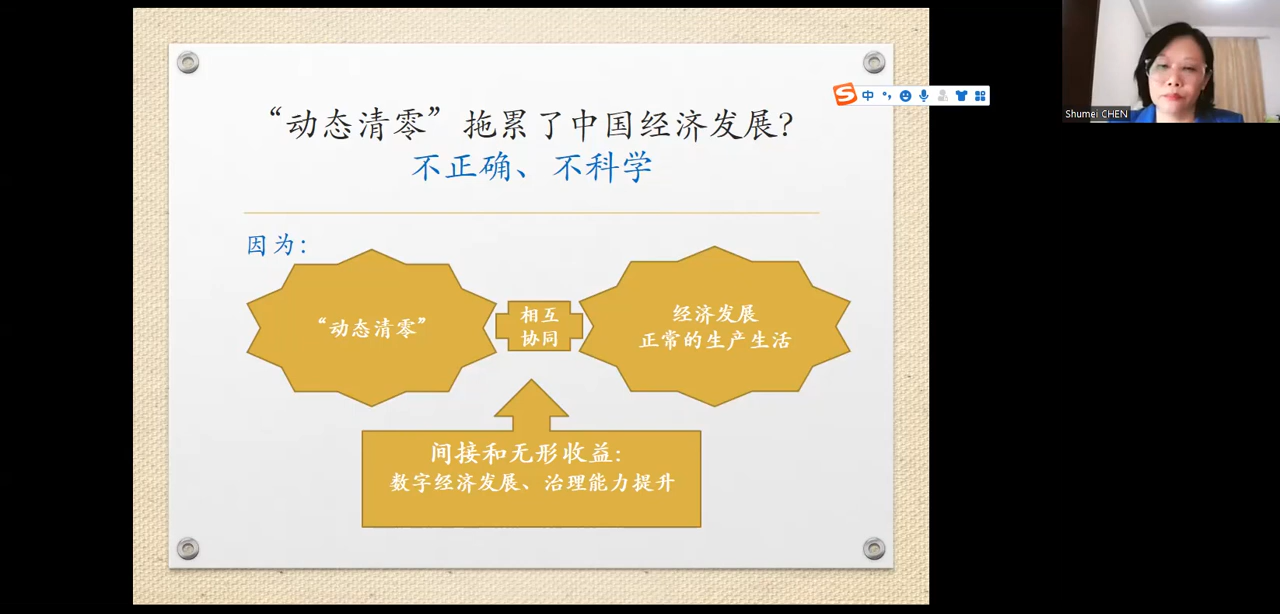 “动态清零”拖累了中国经济发展?
不正确、不科学
因为:
“动态清零”
相互
协同
经济发展
正常的生产生活
间接和无形收益:
数字经济发展、治理能力提升
中
Shumei CHEN